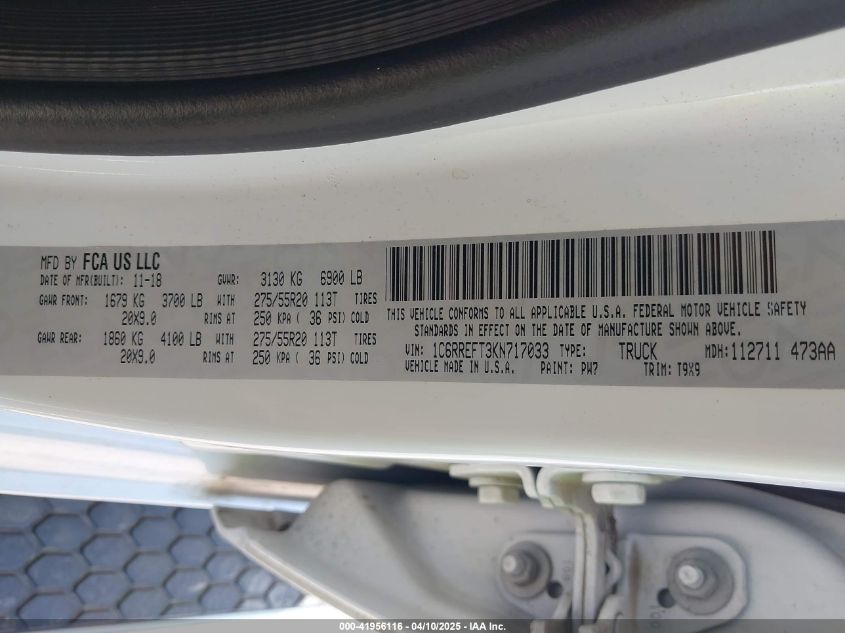 MFD BY FCA US LLC
DATE OF MFR(BUILT): 11-18 GVWR: 3130 KG 6900 LB
GAWR FRONT: 1679 KG 3700 LB WITH 275/55R20 113T TIRES
20X9.0 RIMS AT 250 KPA ( 36 PSI) COLD
GAWR REAR: 1860 KG 4100 LB WITH 275/55R20 113T TIRES
20X9.0 RIMS AT 250 KPA ( 36 PSI) COLD
THIS VEHICLE CONFORMS TO ALL APPLICABLE U.S.A. FEDERAL MOTOR VEHICLE SAFETY
STANDARDS IN EFFECT ON THE DATE OF MANUFACTURE SHOWN ABOVE.
VIN: 1C6RREFT3KN717033 TYPE: TRUCK MDH: 112711 473AA
VEHICLE MADE IN U.S.A. PAINT: PW7 TRIM: T9X9
000-41956116 - 04/10/2025 - IAA Inc.